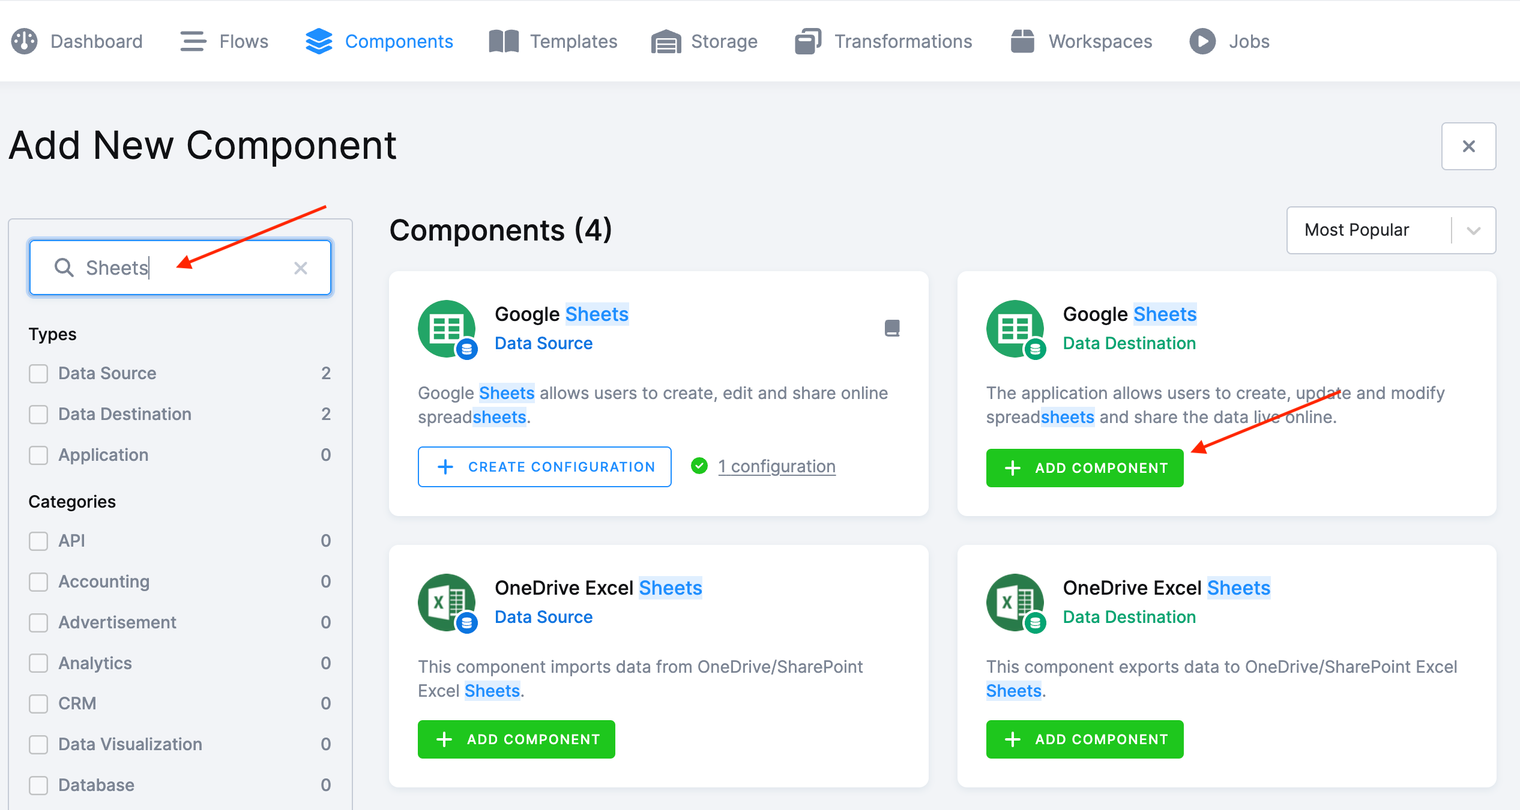 Dashboard
Flows
Components
Templates
Storage
Transformations
Workspaces
Jobs
Add New Component
Sheets
Types
Data Source 2
Data Destination 2
Application 0
Categories
API 0
Accounting 0
Advertisement 0
Analytics 0
CRM 0
Data Visualization 0
Database 0
Components (4)
Most Popular
Google Sheets
Data Source
Google Sheets allows users to create, edit and share online
spreadsheets.
CREATE CONFIGURATION
1 configuration
Google Sheets
Data Destination
The application allows users to create, update and modify
spreadsheets and share the data live online.
ADD COMPONENT
OneDrive Excel Sheets
Data Source
This component imports data from OneDrive/SharePoint
Excel Sheets.
ADD COMPONENT
OneDrive Excel Sheets
Data Destination
This component exports data to OneDrive/SharePoint Excel
Sheets.
ADD COMPONENT